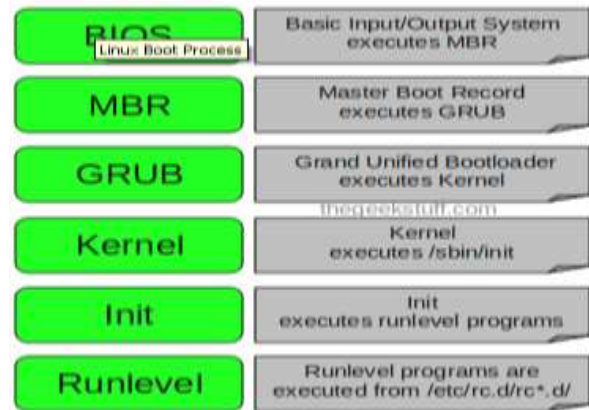 BIOS
Linux Boot Process
Basic Input/Output System
executes MBR
MBR
Master Boot Record
executes GRUB
GRUB
Grand Unified Bootloader
executes Kernel
thegeekstuff.com
Kernel
Kernel
executes /sbin/init
Init
Init
executes runlevel programs
Runlevel
Runlevel programs are
executed from /etc/rc.d/rc*.d/